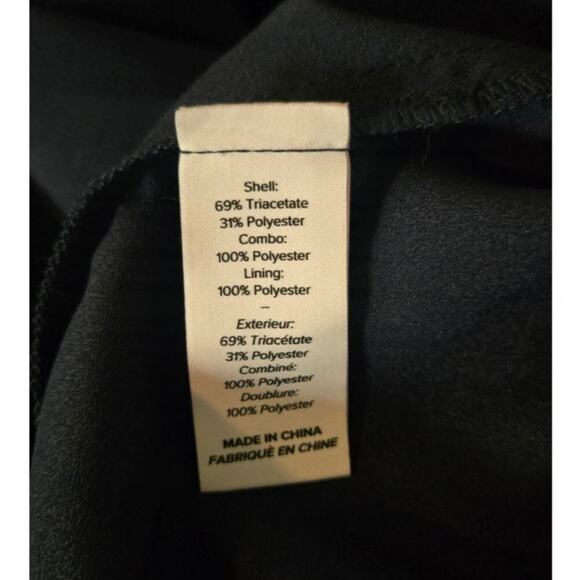 Shell:
69% Triacetate
31% Polyester
Combo:
100% Polyester
Lining:
100% Polyester
–
Exterieur:
69% Triacétate
31% Polyester
Combiné:
100% Polyester
Doublure:
100% Polyester
MADE IN CHINA
FABRIQUÉ EN CHINE